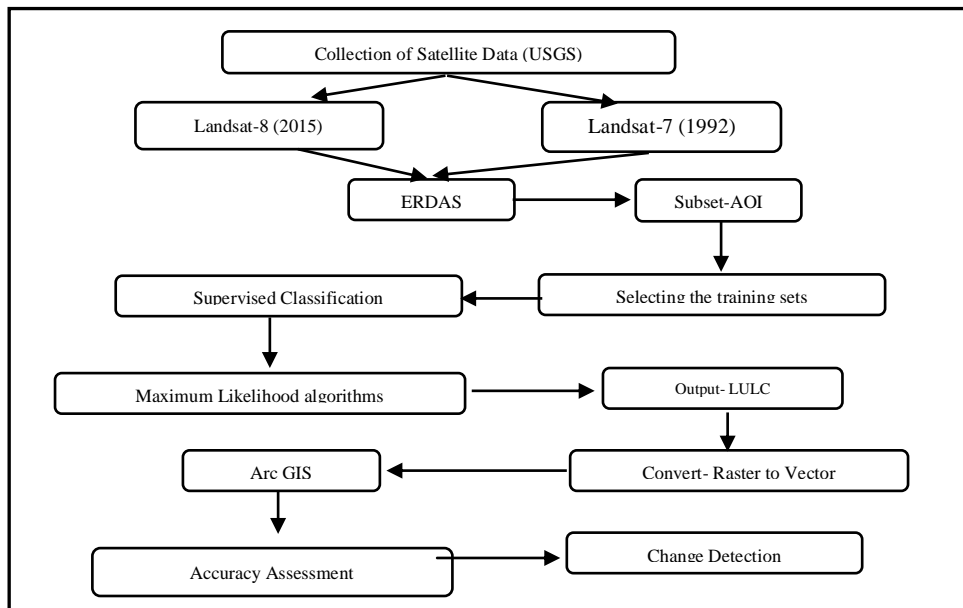 Collection of Satellite Data (USGS)
Landsat-8 (2015)
Landsat-7 (1992)
ERDAS
Subset-AOI
Supervised Classification
Selecting the training sets
Maximum Likelihood algorithms
Output- LULC
Arc GIS
Convert- Raster to Vector
Accuracy Assessment
Change Detection